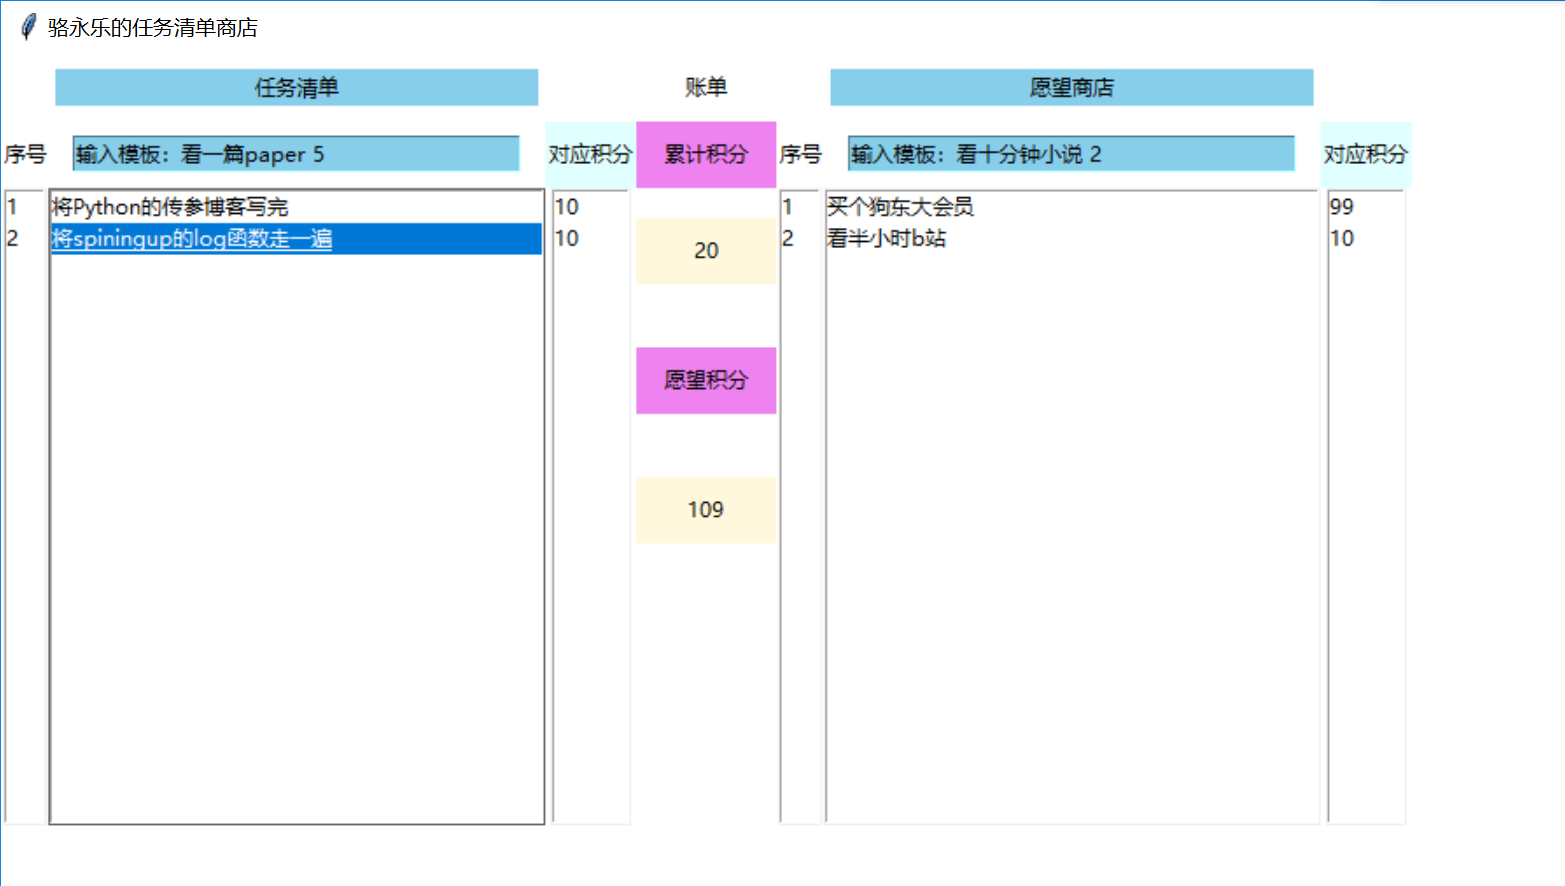 骆永乐的任务清单商店
任务清单 账单 愿望商店
序号 输入模板：看一篇paper 5 对应积分 累计积分 序号 输入模板：看十分钟小说 2 对应积分
1 将Python的传参博客写完 10 1 买个狗东大会员 99
2 将spiningup的log函数走一遍 10 2 看半小时b站 10
20
愿望积分
109